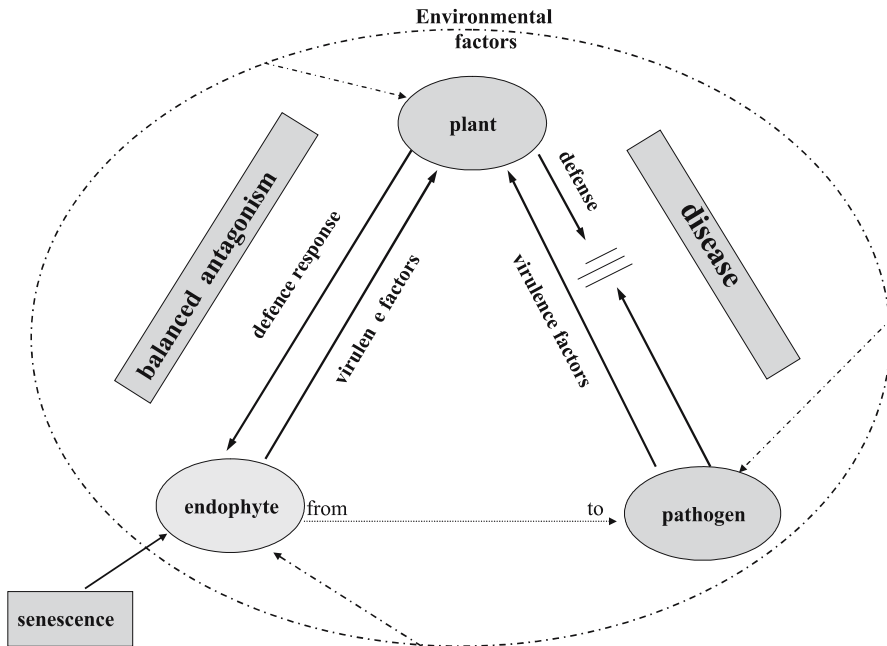 Environmental
factors
plant
balanced antagonism
defence response
virulen e factors
defense
virulence factors
disease
endophyte
from
to
pathogen
senescence